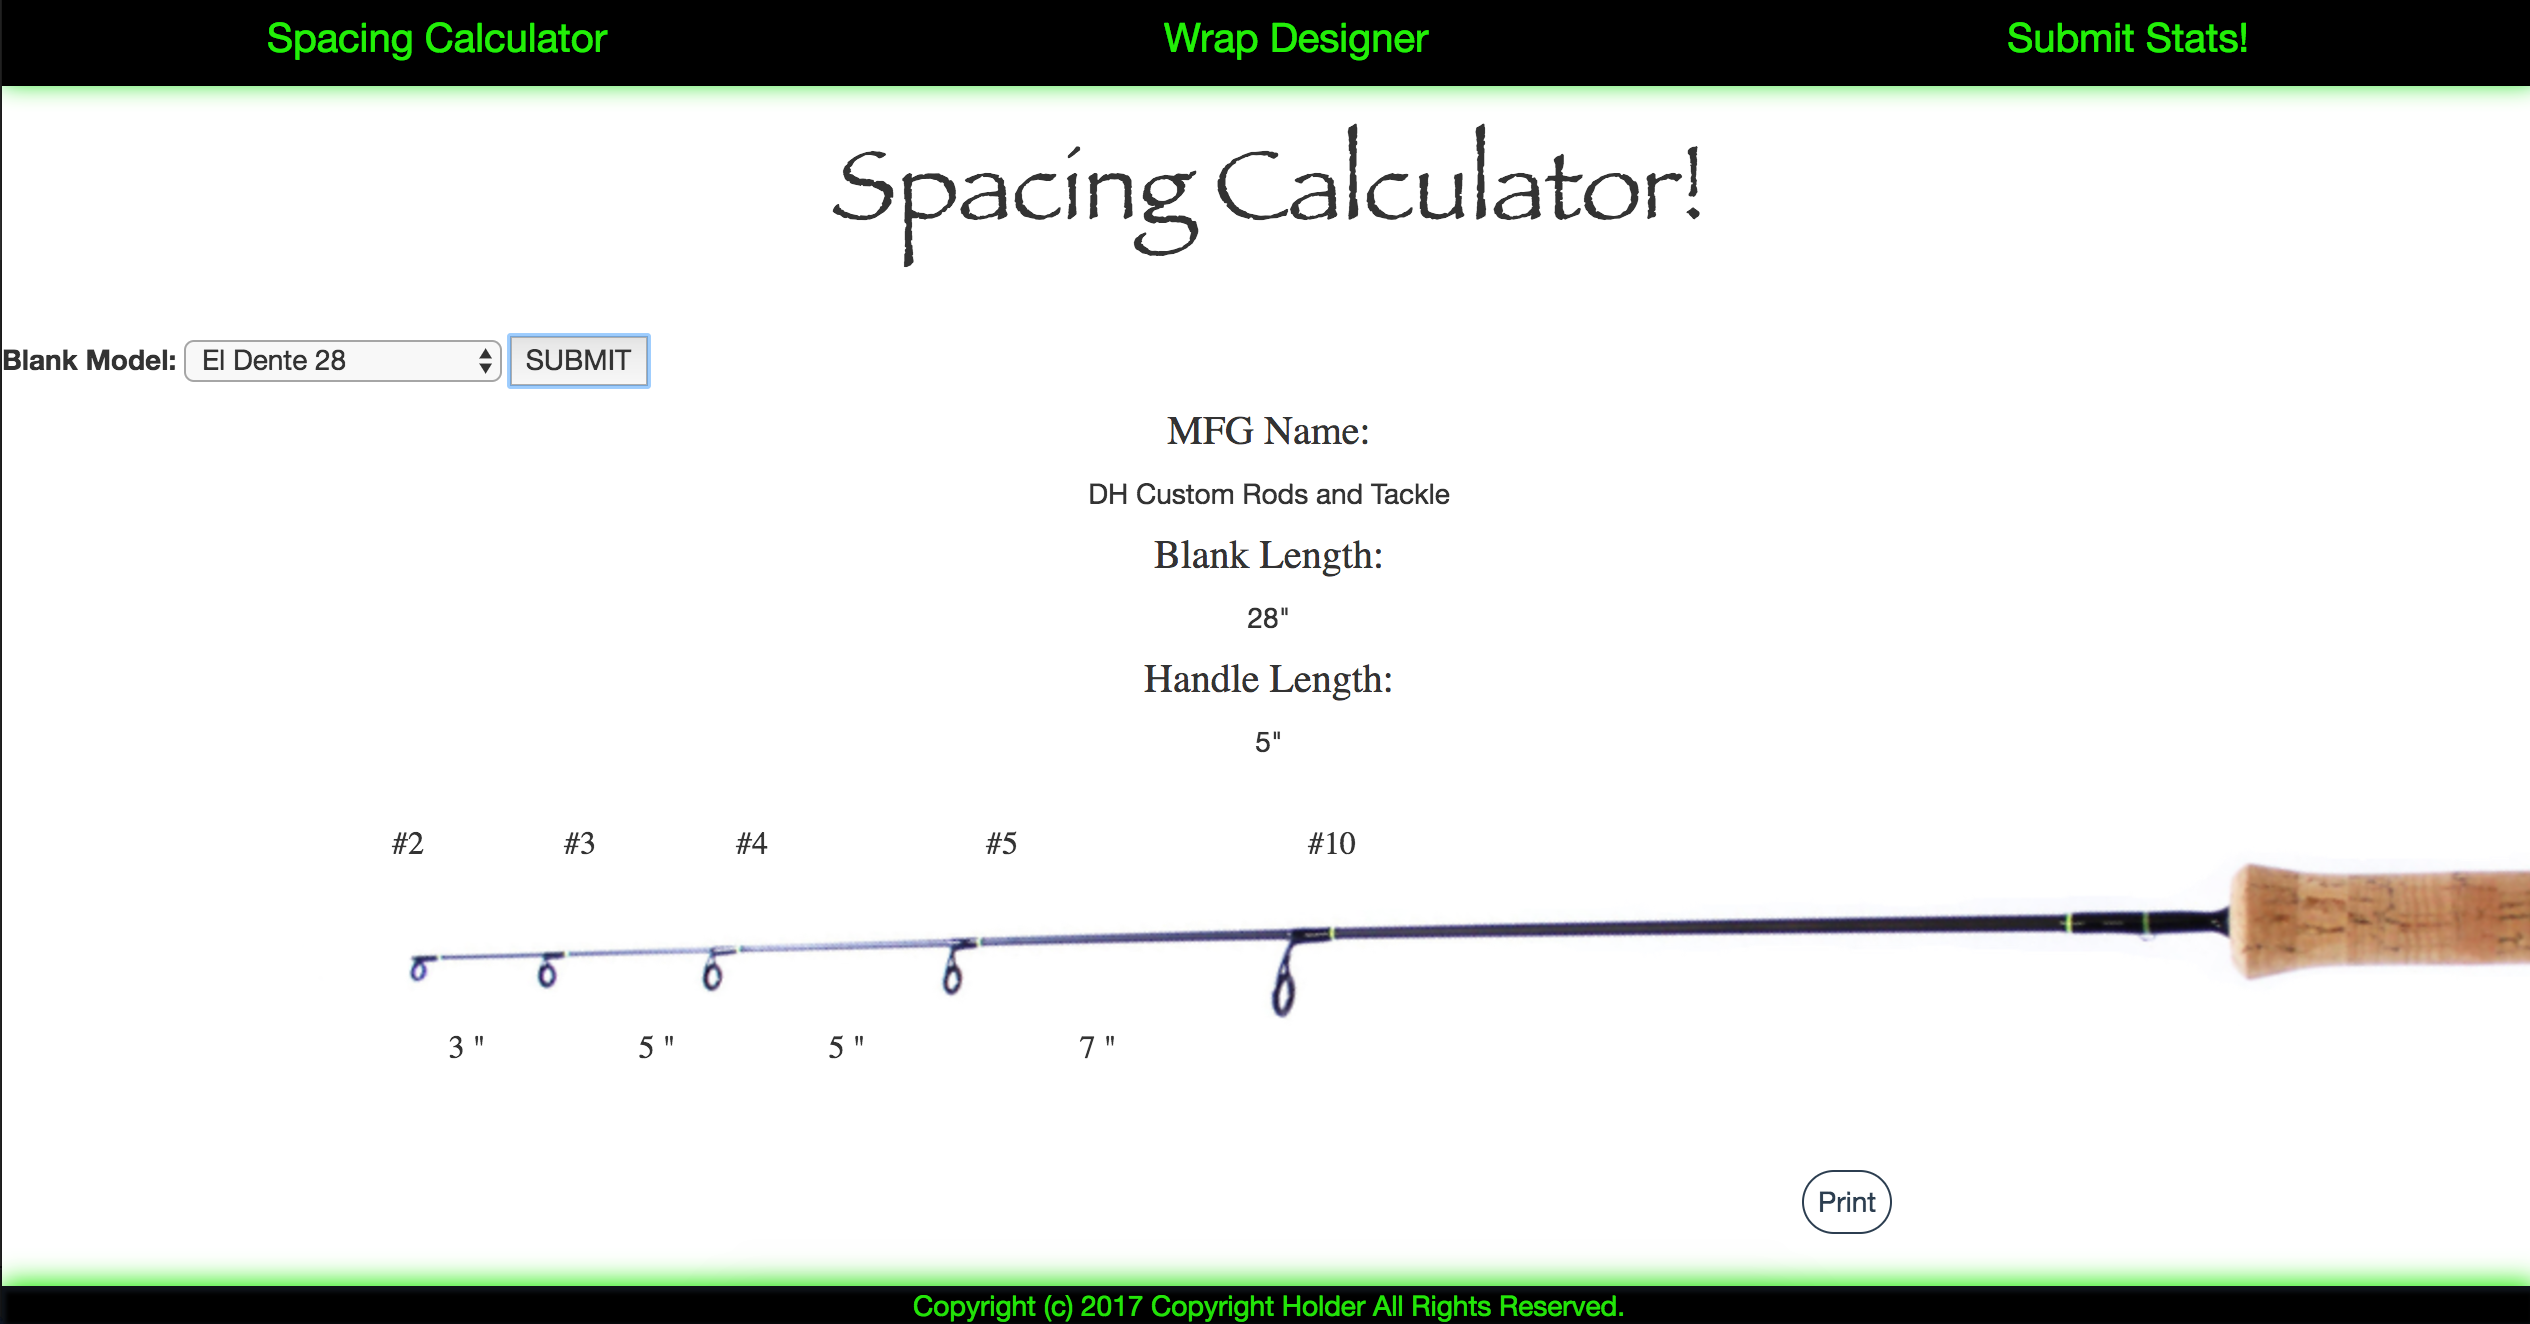 Spacing Calculator Wrap Designer Submit Stats!
Spacing Calculator!
Blank Model: El Dente 28 SUBMIT
MFG Name:
DH Custom Rods and Tackle
Blank Length:
28"
Handle Length:
5"
#2 #3 #4 #5 #10
3 " 5 " 5 " 7 "
Print
Copyright (c) 2017 Copyright Holder All Rights Reserved.